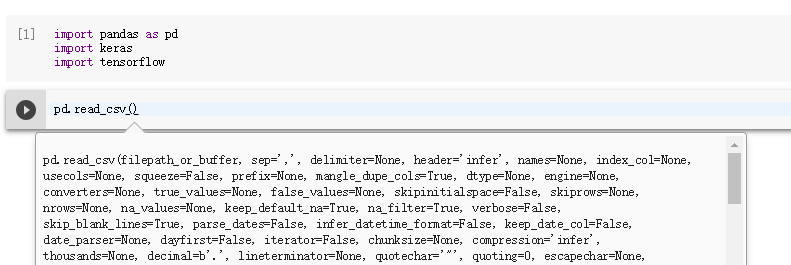 [1]
import pandas as pd
import keras
import tensorflow
pd.read_csv()
pd.read_csv(filepath_or_buffer, sep=',', delimiter=None, header='infer', names=None, index_col=None,
usecols=None, squeeze=False, prefix=None, mangle_dupe_cols=True, dtype=None, engine=None,
converters=None, true_values=None, false_values=None, skipinitialspace=False, skiprows=None,
nrows=None, na_values=None, keep_default_na=True, na_filter=True, verbose=False,
skip_blank_lines=True, parse_dates=False, infer_datetime_format=False, keep_date_col=False,
date_parser=None, dayfirst=False, iterator=False, chunksize=None, compression='infer',
thousands=None, decimal=b'.', lineterminator=None, quotechar='"', quoting=0, escapechar=None,